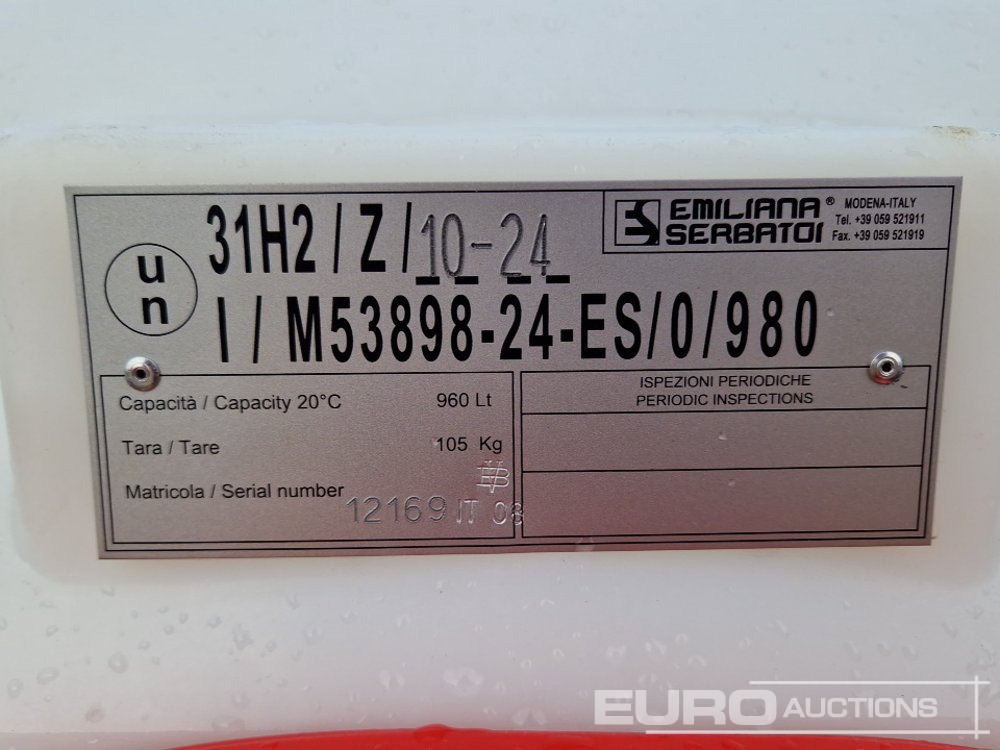 un
31H2/Z/10-24
I/M53898-24-ES/0/980
EMILIANA® SERBATOI
MODENA-ITALY
Tel. +39 059 521911
Fax. +39 059 521919
Capacità / Capacity 20°C 960 Lt
Tara / Tare 105 Kg
Matricola / Serial number 12169 IT 08
ISPEZIONI PERIODICHE
PERIODIC INSPECTIONS
EURO AUCTIONS